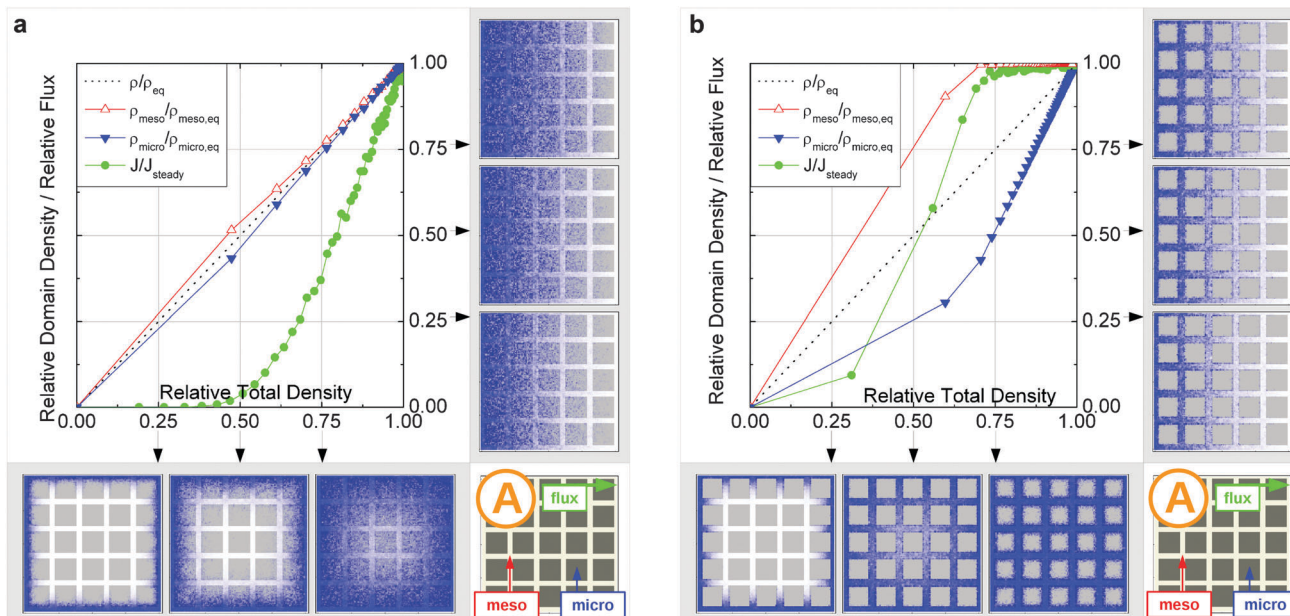 a
Relative Domain Density / Relative Flux
ρ/ρeq
ρmeso/ρmeso,eq
ρmicro/ρmicro,eq
J/Jsteady
1.00
0.75
0.50
0.25
0.00
Relative Total Density
0.00 0.25 0.50 0.75 1.00
A
flux
meso
micro
b
Relative Domain Density / Relative Flux
ρ/ρeq
ρmeso/ρmeso,eq
ρmicro/ρmicro,eq
J/Jsteady
1.00
0.75
0.50
0.25
0.00
Relative Total Density
0.00 0.25 0.50 0.75 1.00
A
flux
meso
micro